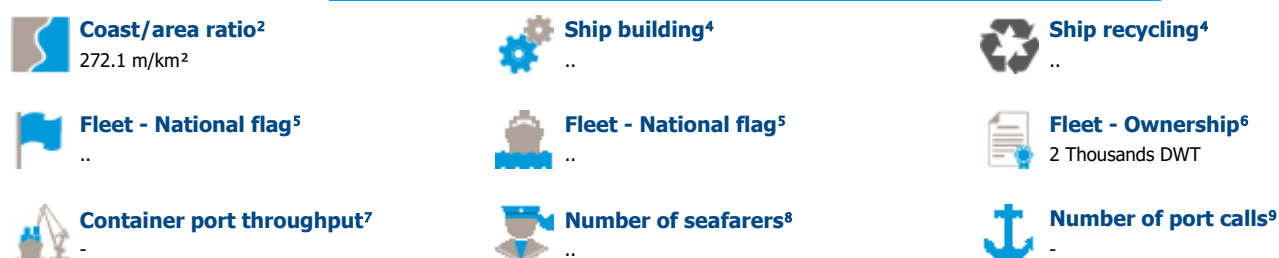 Coast/area ratio² Ship building⁴ Ship recycling⁴
272.1 m/km² .. ..
Fleet - National flag⁵ Fleet - National flag⁵ Fleet - Ownership⁶
.. .. 2 Thousands DWT
Container port throughput⁷ Number of seafarers⁸ Number of port calls⁹
- .. -